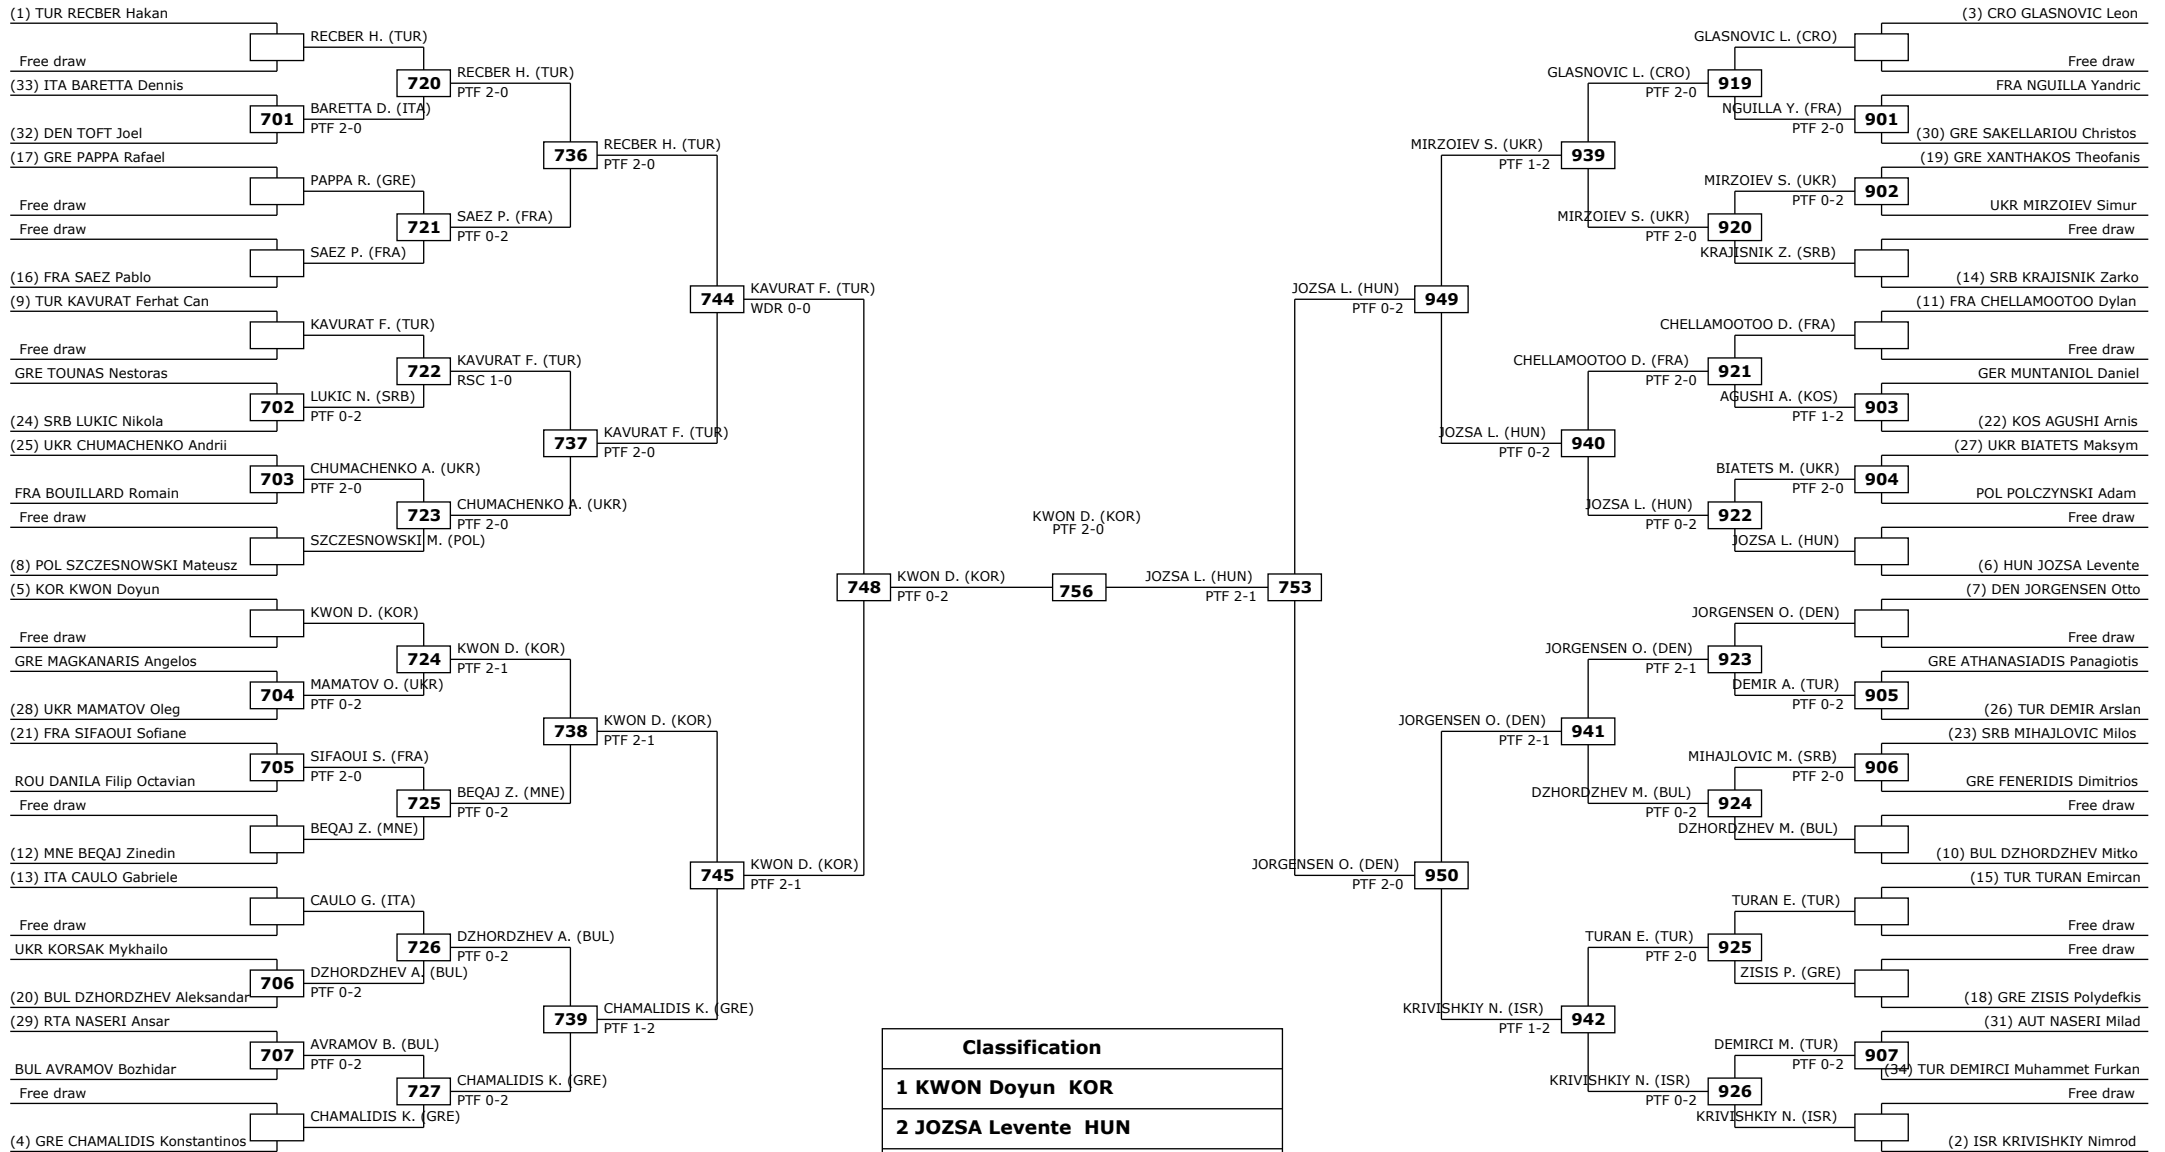 (1) TUR RECBER Hakan
RECBER H. (TUR)
Free draw
720
RECBER H. (TUR)
PTF 2-0
(33) ITA BARETTA Dennis
701
BARETTA D. (ITA)
PTF 2-0
(32) DEN TOFT Joel
736
RECBER H. (TUR)
PTF 2-0
(17) GRE PAPPA Rafael
PAPPA R. (GRE)
Free draw
721
SAEZ P. (FRA)
PTF 0-2
Free draw
SAEZ P. (FRA)
(16) FRA SAEZ Pablo
744
KAVURAT F. (TUR)
WDR 0-0
(9) TUR KAVURAT Ferhat Can
KAVURAT F. (TUR)
Free draw
722
KAVURAT F. (TUR)
RSC 1-0
GRE TOUNAS Nestoras
702
LUKIC N. (SRB)
PTF 0-2
(24) SRB LUKIC Nikola
737
KAVURAT F. (TUR)
PTF 2-0
(25) UKR CHUMACHENKO Andrii
703
CHUMACHENKO A. (UKR)
PTF 2-0
FRA BOUILLARD Romain
723
CHUMACHENKO A. (UKR)
PTF 2-0
Free draw
SZCZESNOWSKI M. (POL)
(8) POL SZCZESNOWSKI Mateusz
748
KWON D. (KOR)
PTF 0-2
(5) KOR KWON Doyun
KWON D. (KOR)
Free draw
724
KWON D. (KOR)
PTF 2-1
GRE MAGKANARIS Angelos
704
MAMATOV O. (UKR)
PTF 0-2
(28) UKR MAMATOV Oleg
738
KWON D. (KOR)
PTF 2-1
(21) FRA SIFAOUI Sofiane
705
SIFAOUI S. (FRA)
PTF 2-0
ROU DANILA Filip Octavian
725
BEQAJ Z. (MNE)
PTF 0-2
Free draw
BEQAJ Z. (MNE)
(12) MNE BEQAJ Zinedin
745
KWON D. (KOR)
PTF 2-1
(13) ITA CAULO Gabriele
CAULO G. (ITA)
Free draw
726
DZHORDZHEV A. (BUL)
PTF 0-2
UKR KORSAK Mykhailo
706
DZHORDZHEV A. (BUL)
PTF 0-2
(20) BUL DZHORDZHEV Aleksandar
739
CHAMALIDIS K. (GRE)
PTF 1-2
(29) RTA NASERI Ansar
707
AVRAMOV B. (BUL)
PTF 0-2
BUL AVRAMOV Bozhidar
727
CHAMALIDIS K. (GRE)
PTF 0-2
Free draw
CHAMALIDIS K. (GRE)
(4) GRE CHAMALIDIS Konstantinos
KWON D. (KOR)
PTF 2-0
756
Classification
1 KWON Doyun KOR
2 JOZSA Levente HUN
(3) CRO GLASNOVIC Leon
GLASNOVIC L. (CRO)
Free draw
GLASNOVIC L. (CRO)
PTF 2-0
919
FRA NGUILLA Yandric
NGUILLA Y. (FRA)
PTF 2-0
901
(30) GRE SAKELLARIOU Christos
MIRZOIEV S. (UKR)
PTF 1-2
939
(19) GRE XANTHAKOS Theofanis
MIRZOIEV S. (UKR)
PTF 0-2
902
UKR MIRZOIEV Simur
MIRZOIEV S. (UKR)
PTF 2-0
920
Free draw
KRAJISNIK Z. (SRB)
(14) SRB KRAJISNIK Zarko
JOZSA L. (HUN)
PTF 0-2
949
(11) FRA CHELLAMOOTOO Dylan
CHELLAMOOTOO D. (FRA)
Free draw
CHELLAMOOTOO D. (FRA)
PTF 2-0
921
GER MUNTANIOL Daniel
AGUSHI A. (KOS)
PTF 1-2
903
(22) KOS AGUSHI Arnis
JOZSA L. (HUN)
PTF 0-2
940
(27) UKR BIATETS Maksym
BIATETS M. (UKR)
PTF 2-0
904
POL POLCZYNSKI Adam
JOZSA L. (HUN)
PTF 0-2
922
Free draw
JOZSA L. (HUN)
(6) HUN JOZSA Levente
JOZSA L. (HUN)
PTF 2-1
753
(7) DEN JORGENSEN Otto
JORGENSEN O. (DEN)
Free draw
JORGENSEN O. (DEN)
PTF 2-1
923
GRE ATHANASIADIS Panagiotis
DEMIR A. (TUR)
PTF 0-2
905
(26) TUR DEMIR Arslan
JORGENSEN O. (DEN)
PTF 2-1
941
(23) SRB MIHAJLOVIC Milos
MIHAJLOVIC M. (SRB)
PTF 2-0
906
GRE FENERIDIS Dimitrios
DZHORDZHEV M. (BUL)
PTF 0-2
924
Free draw
DZHORDZHEV M. (BUL)
(10) BUL DZHORDZHEV Mitko
JORGENSEN O. (DEN)
PTF 2-0
950
(15) TUR TURAN Emircan
TURAN E. (TUR)
Free draw
TURAN E. (TUR)
PTF 2-0
925
Free draw
ZISIS P. (GRE)
(18) GRE ZISIS Polydefkis
KRIVISHKIY N. (ISR)
PTF 1-2
942
(31) AUT NASERI Milad
DEMIRCI M. (TUR)
PTF 0-2
907
(34) TUR DEMIRCI Muhammet Furkan
KRIVISHKIY N. (ISR)
PTF 0-2
926
Free draw
KRIVISHKIY N. (ISR)
(2) ISR KRIVISHKIY Nimrod